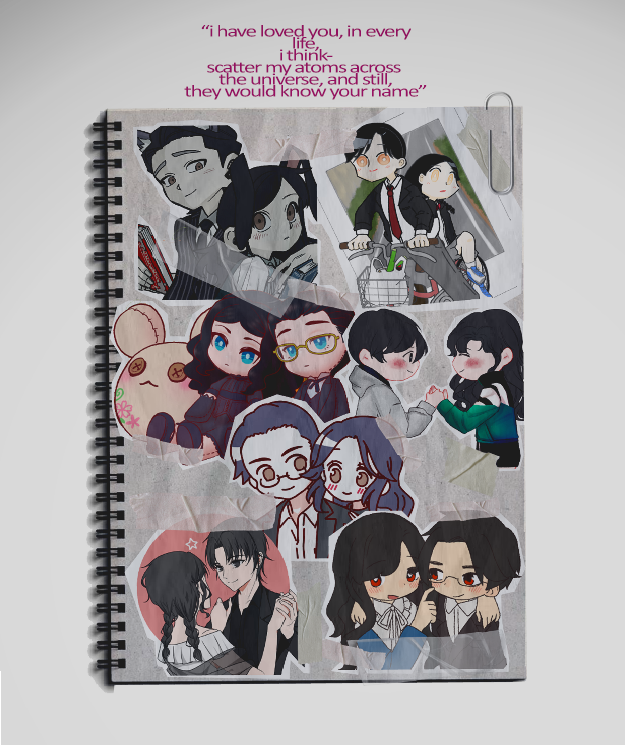 “i have loved you, in every
life,
i think-
scatter my atoms across
the universe, and still,
they would know your name”